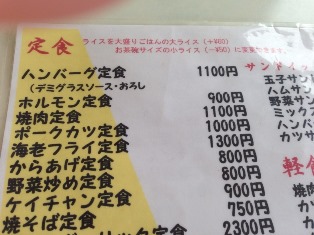 定食
ライスを大盛りごはんの大ライス（+¥60）
お茶碗サイズの小ライス（-¥50）に変更できます。
ハンバーグ定食 1100円
（デミグラスソース・おろし
ホルモン定食 900円
焼肉定食 1100円
ポークカツ定食 1000円
海老フライ定食 1300円
からあげ定食 800円
野菜炒め定食 800円
ケイチャン定食 900円
焼そば定食 750円
2300円
サンドイッ
玉子サン
ハムサン
野菜サン
ミック
ハンバ
カツサ
軽食
焼肉
カツ